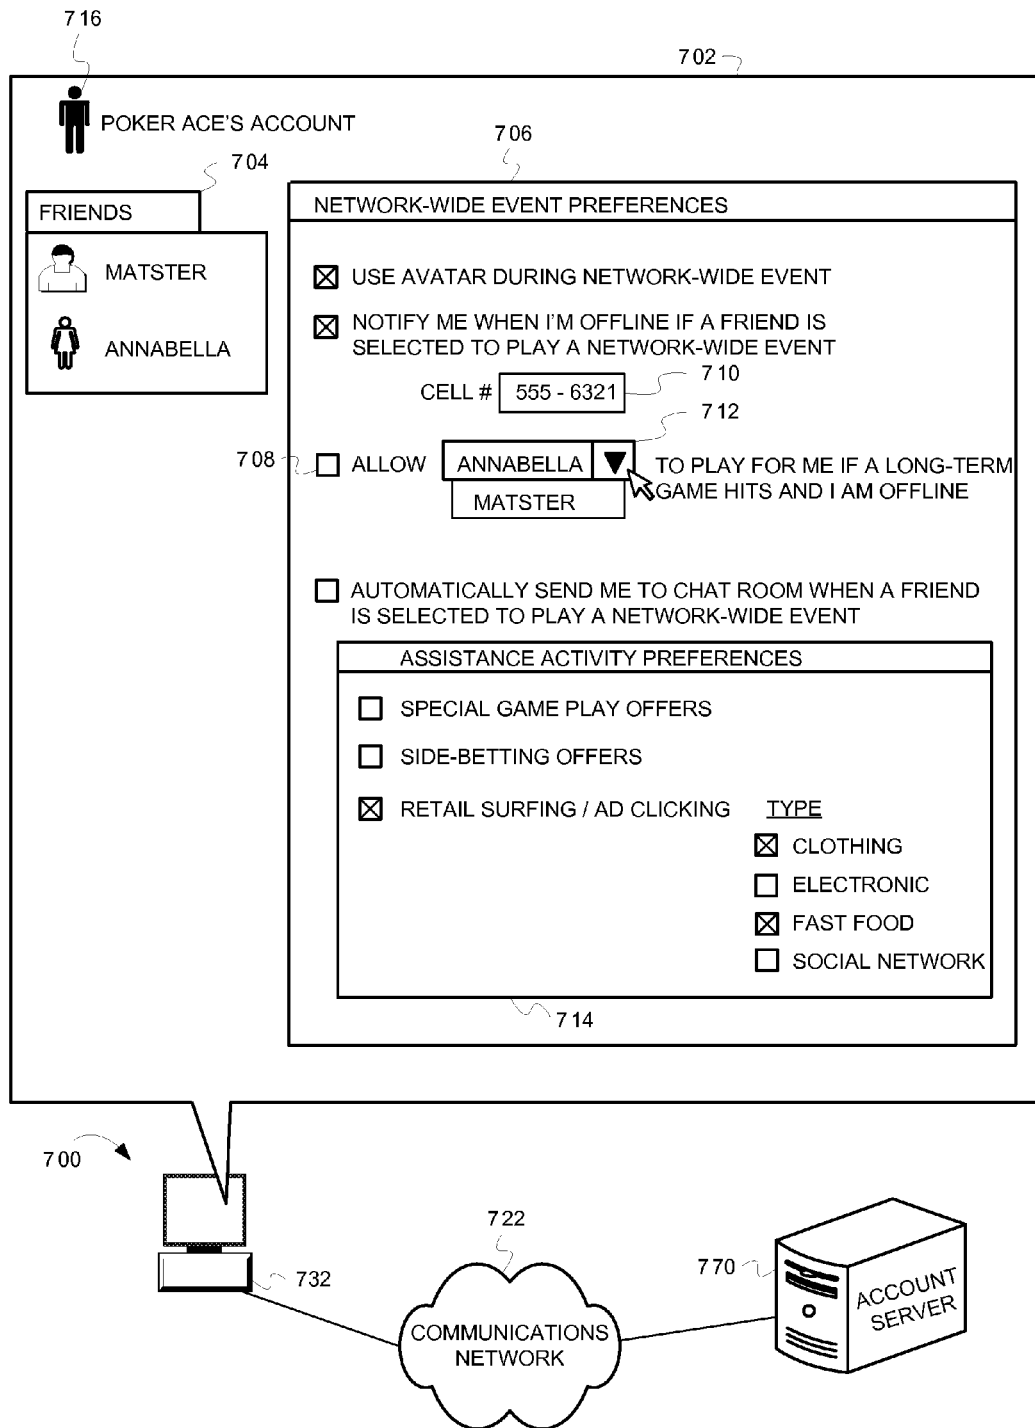 716
702
POKER ACE'S ACCOUNT
704
706
FRIENDS
MATSTER
ANNABELLA
NETWORK-WIDE EVENT PREFERENCES
USE AVATAR DURING NETWORK-WIDE EVENT
NOTIFY ME WHEN I'M OFFLINE IF A FRIEND IS
SELECTED TO PLAY A NETWORK-WIDE EVENT
CELL # 555 - 6321
710
712
708
ALLOW ANNABELLA
MATSTER
TO PLAY FOR ME IF A LONG-TERM
GAME HITS AND I AM OFFLINE
AUTOMATICALLY SEND ME TO CHAT ROOM WHEN A FRIEND
IS SELECTED TO PLAY A NETWORK-WIDE EVENT
ASSISTANCE ACTIVITY PREFERENCES
SPECIAL GAME PLAY OFFERS
SIDE-BETTING OFFERS
RETAIL SURFING / AD CLICKING
TYPE
CLOTHING
ELECTRONIC
FAST FOOD
SOCIAL NETWORK
714
700
732
722
COMMUNICATIONS
NETWORK
770
ACCOUNT
SERVER